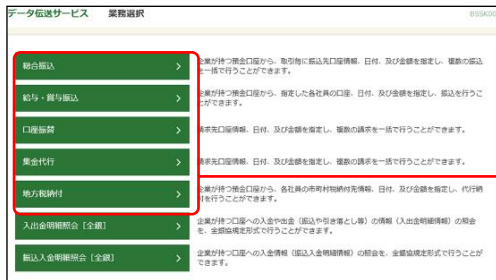 データ伝送サービス 業務選択 BSSK00
総合振込
企業が持つ預金口座から、取引毎に振込先口座情報、日付、及び金額を指定し、複数の振込
を一括で行うことができます。
給与・賞与振込
企業が持つ預金口座から、指定した各社員の口座、日付、及び金額を指定し、振込を行うこ
とができます。
口座振替
請求先口座情報、日付、及び金額を指定し、複数の請求を一括で行うことができます。
集金代行
請求先口座情報、日付、及び金額を指定し、複数の請求を一括で行うことができます。
地方税納付
企業が持つ預金口座から、各社員の市町村税納付先情報、日付、及び金額を指定し、代行納
付を行うことができます。
入出金明細照会［全銀］
企業が持つ口座への入金や出金（振込や引き落とし等）の情報（入出金明細情報）の照会
を、全銀協規定形式で行うことができます。
振込入金明細照会［全銀］
企業が持つ口座への入金情報（振込入金明細情報）の照会を、全銀協規定形式で行うことが
できます。